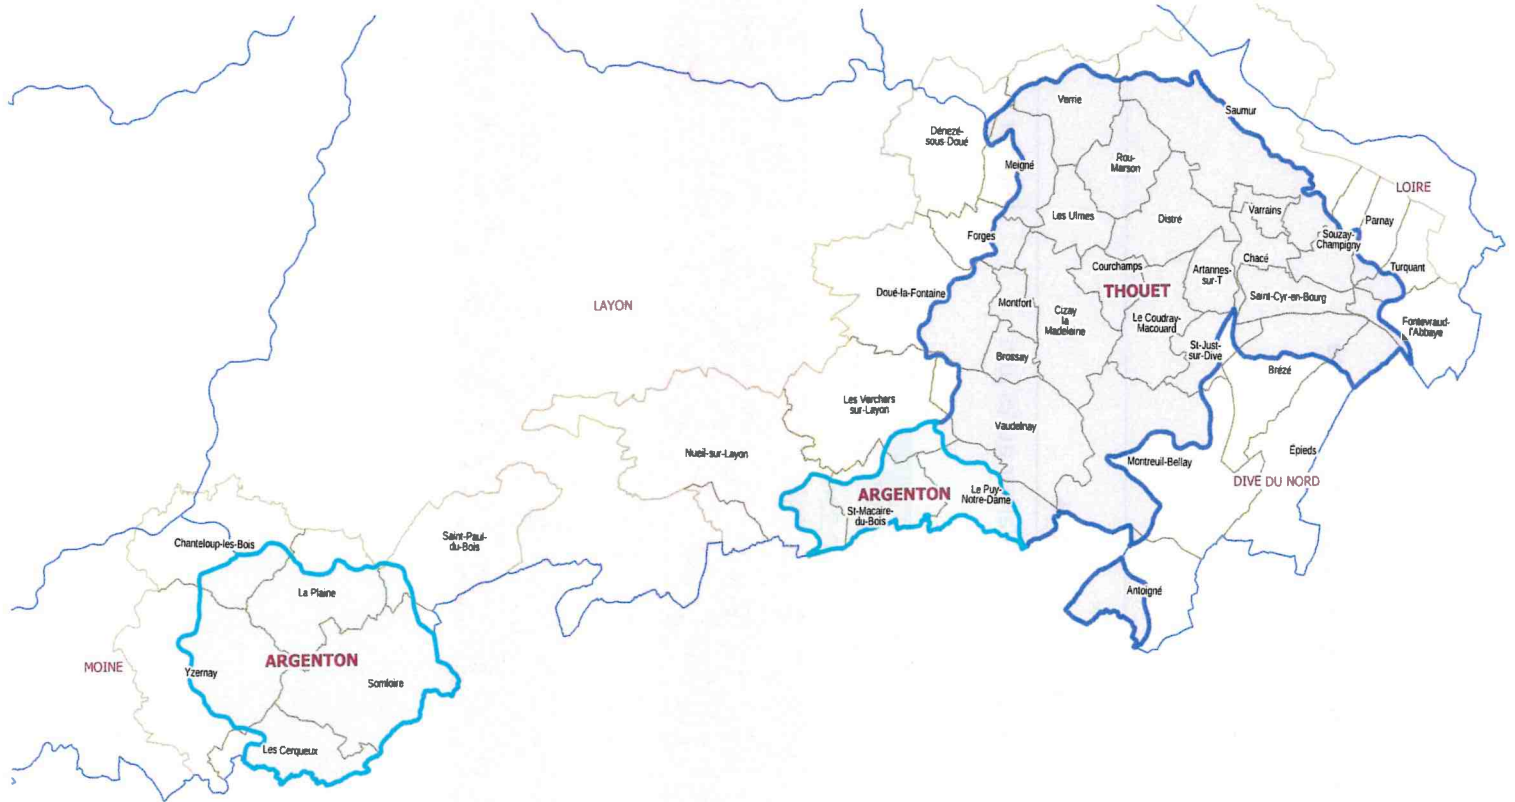 Verrie
Saumur
Dénezé-
sous-Doué
Meigné
Rou-
Marson
LOIRE
Les Ulmes
Distré
Varrains
Parnay
Forges
Souzay-
Champigny
Chacé
Courchamps
Artannes-
sur-T
Turquant
Doué-la-Fontaine
THOUET
LAYON
Montfort
Cizay
la
Madeleine
Saint-Cyr-en-Bourg
Le Coudray-
Macouard
Fontevraud-
l'Abbaye
St-Just-
sur-Dive
Brossay
Brézé
Les Verchers
sur-Layon
Vaudelnay
Nueil-sur-Layon
Épieds
Montreuil-Bellay
DIVE DU NORD
ARGENTON
Le Puy-
Notre-Dame
St-Macaire-
du-Bois
Saint-Paul-
du-Bois
Chanteloup-les-Bois
La Plaine
Antoigné
MOINE
ARGENTON
Yzernay
Somloire
Les Cerqueux